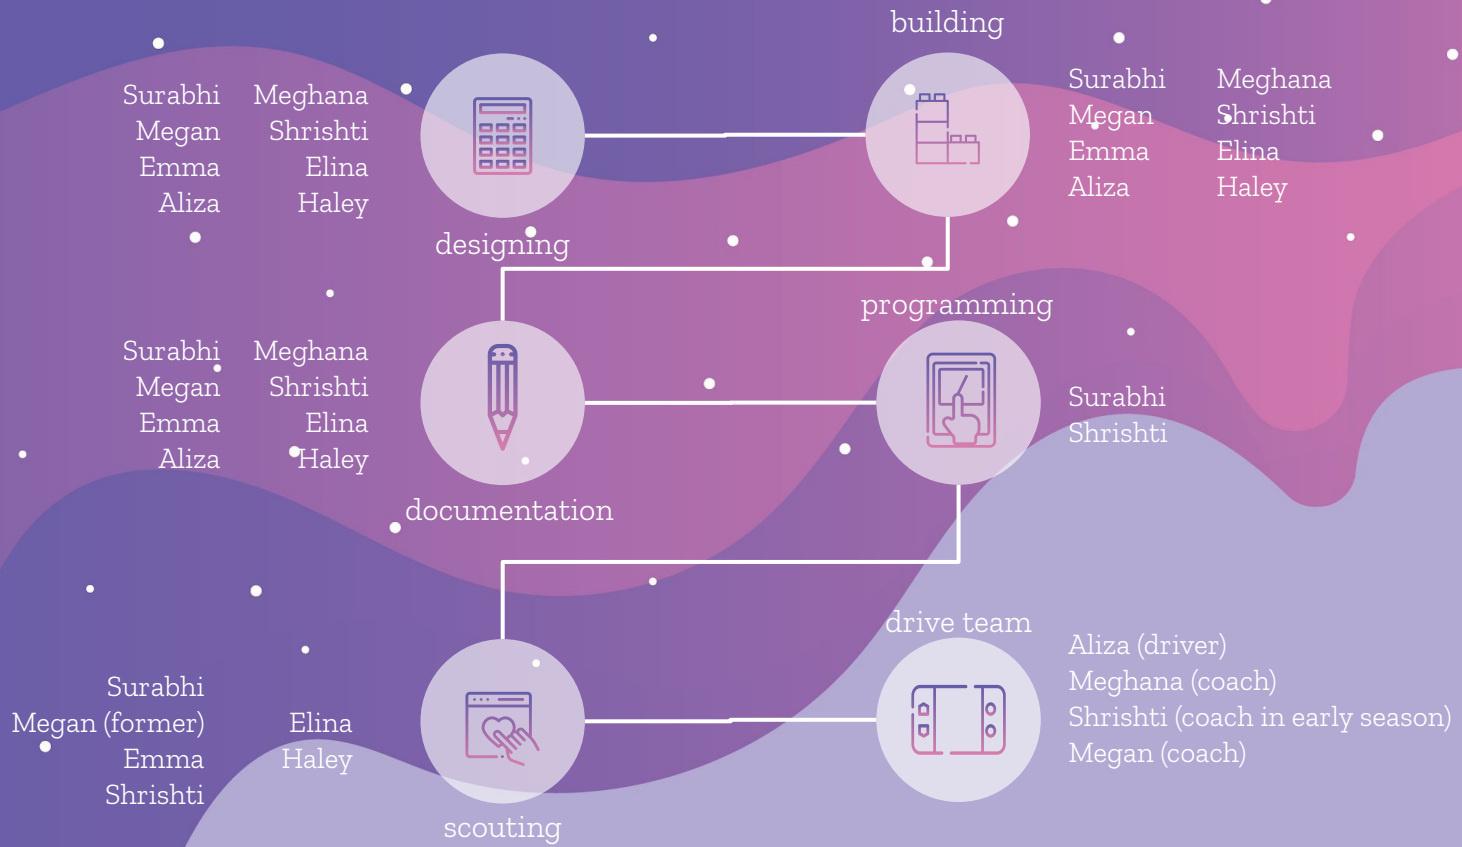 building
Surabhi Meghana
Megan Shrishti
Emma Elina
Aliza Haley
designing
Surabhi Meghana
Megan Shrishti
Emma Elina
Aliza Haley
programming
Surabhi Meghana
Megan Shrishti
Emma Elina
Aliza Haley
documentation
Surabhi
Shrishti
drive team
Surabhi
Megan (former) Elina
Emma Haley
Shrishti
scouting
Aliza (driver)
Meghana (coach)
Shrishti (coach in early season)
Megan (coach)